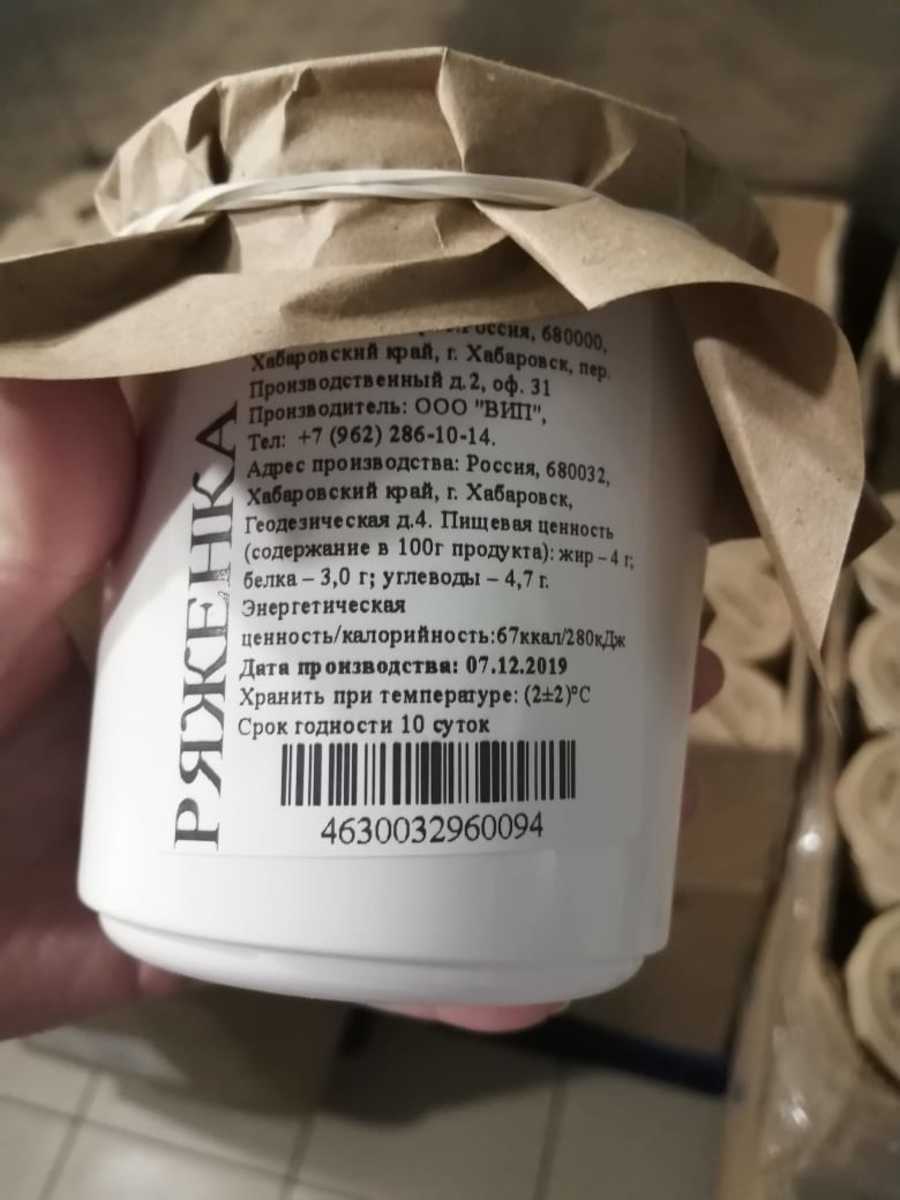 РЯЖЕНКА
Россия, 680000,
Хабаровский край, г. Хабаровск, пер.
Производственный д.2, оф. 31
Производитель: ООО "ВИП",
Тел: +7 (962) 286-10-14.
Адрес производства: Россия, 680032,
Хабаровский край, г. Хабаровск,
Геодезическая д.4. Пищевая ценность
(содержание в 100г продукта): жир – 4 г;
белка – 3,0 г; углеводы – 4,7 г.
Энергетическая
ценность/калорийность:67ккал/280кДж
Дата производства: 07.12.2019
Хранить при температуре: (2±2)°С
Срок годности 10 суток
4630032960094